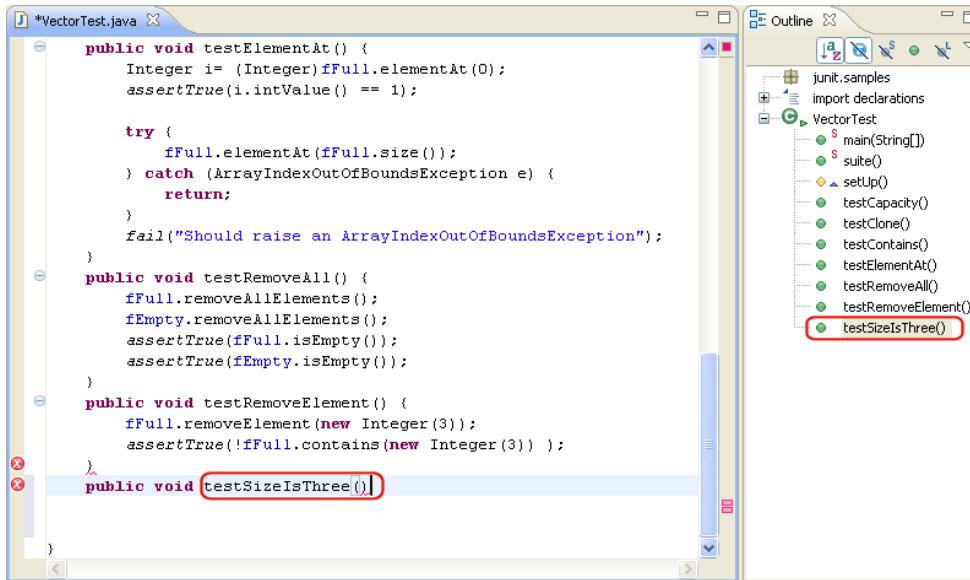 *VectorTest.java
public void testElementAt() {
Integer i= (Integer)fFull.elementAt(0);
assertTrue(i.intValue() == 1);
try {
fFull.elementAt(fFull.size());
} catch (ArrayIndexOutOfBoundsException e) {
return;
}
fail("Should raise an ArrayIndexOutOfBoundsException");
}
public void testRemoveAll() {
fFull.removeAllElements();
fEmpty.removeAllElements();
assertTrue(fFull.isEmpty());
assertTrue(fEmpty.isEmpty());
}
public void testRemoveElement() {
fFull.removeElement(new Integer(3));
assertTrue(!fFull.contains(new Integer(3)) );
}
public void testSizeIsThree()
}
Outline
junit.samples
import declarations
VectorTest
main(String[])
suite()
setUp()
testCapacity()
testClone()
testContains()
testElementAt()
testRemoveAll()
testRemoveElement()
testSizeIsThree()